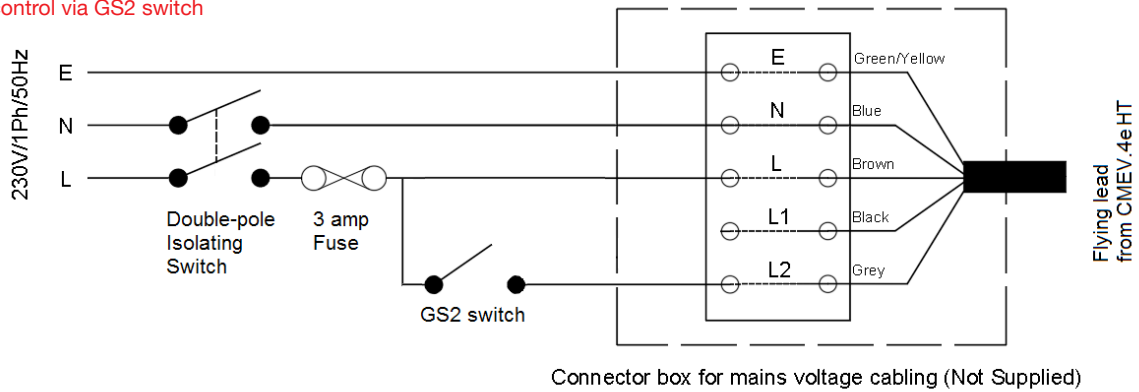 ontrol via GS2 switch
230V/1Ph/50Hz
E
N
L
Double-pole
Isolating
Switch
3 amp
Fuse
GS2 switch
E
Green/Yellow
N
Blue
L
Brown
L1
Black
L2
Grey
Flying lead
from CMEV.4e HT
Connector box for mains voltage cabling (Not Supplied)